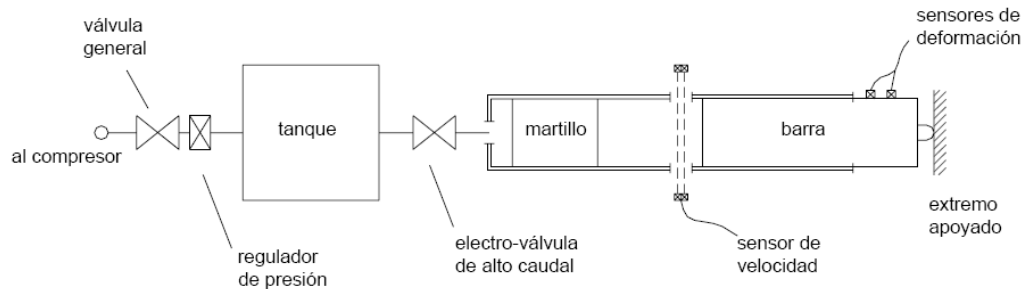 válvula
general
al compresor
regulador
de presión
tanque
electro-válvula
de alto caudal
martillo
sensor de
velocidad
barra
sensores de
deformación
extremo
apoyado